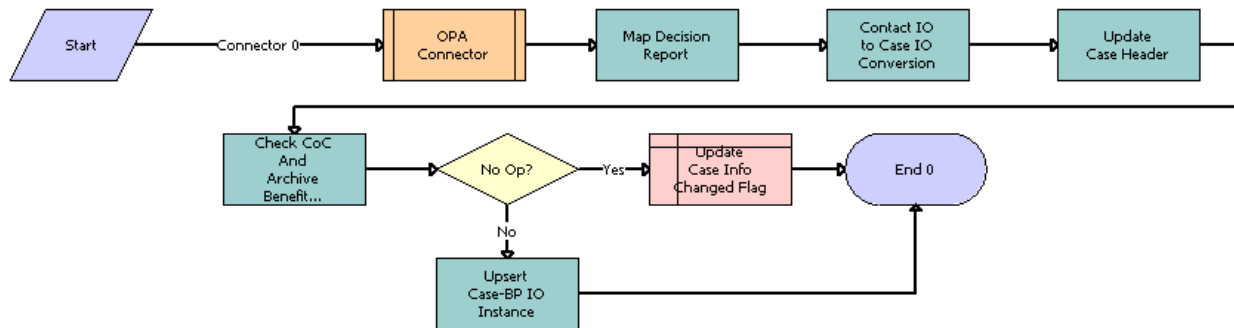 Start
Connector 0
OPA
Connector
Map Decision
Report
Contact IO
to Case IO
Conversion
Update
Case Header
Check CoC
And
Archive
Benefit...
No Op?
Yes
Update
Case Info
Changed Flag
End 0
No
Upsert
Case-BP IO
Instance